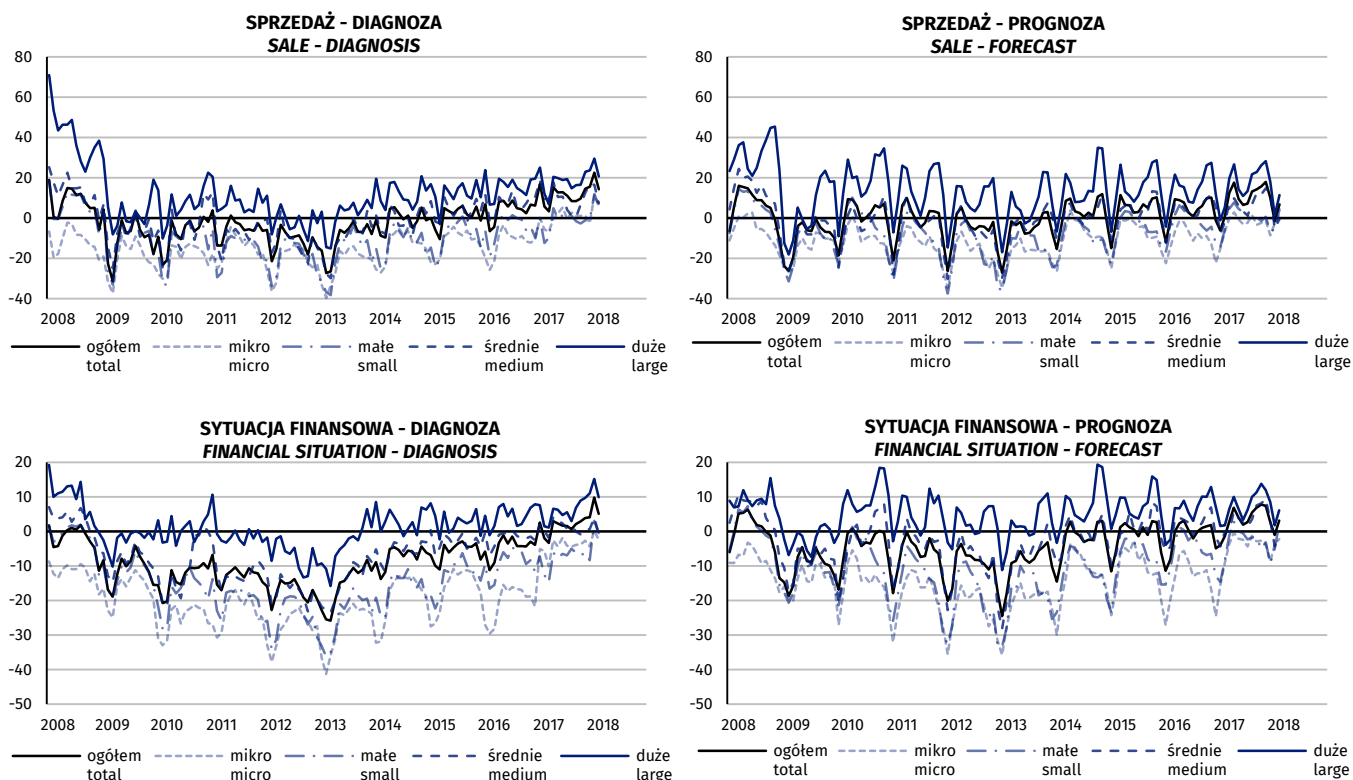 SPRZEDAŻ - DIAGNOZA
SALE - DIAGNOSIS
80
60
40
20
0
-20
-40
2008 2009 2010 2011 2012 2013 2014 2015 2016 2017 2018
ogółem mikro małe średnie duże
total micro small medium large
SPRZEDAŻ - PROGNOZA
SALE - FORECAST
80
60
40
20
0
-20
-40
2008 2009 2010 2011 2012 2013 2014 2015 2016 2017 2018
ogółem mikro małe średnie duże
total micro small medium large
SYTUACJA FINANSOWA - DIAGNOZA
FINANCIAL SITUATION - DIAGNOSIS
20
10
0
-10
-20
-30
-40
-50
2008 2009 2010 2011 2012 2013 2014 2015 2016 2017 2018
ogółem mikro małe średnie duże
total micro small medium large
SYTUACJA FINANSOWA - PROGNOZA
FINANCIAL SITUATION - FORECAST
20
10
0
-10
-20
-30
-40
-50
2008 2009 2010 2011 2012 2013 2014 2015 2016 2017 2018
ogółem mikro małe średnie duże
total micro small medium large